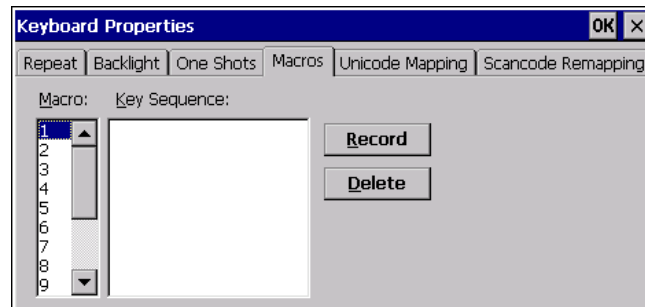 Keyboard Properties OK ×
Repeat Backlight One Shots Macros Unicode Mapping Scancode Remapping
Macro: Key Sequence:
1
2
3
4
5
6
7
8
9
Record
Delete